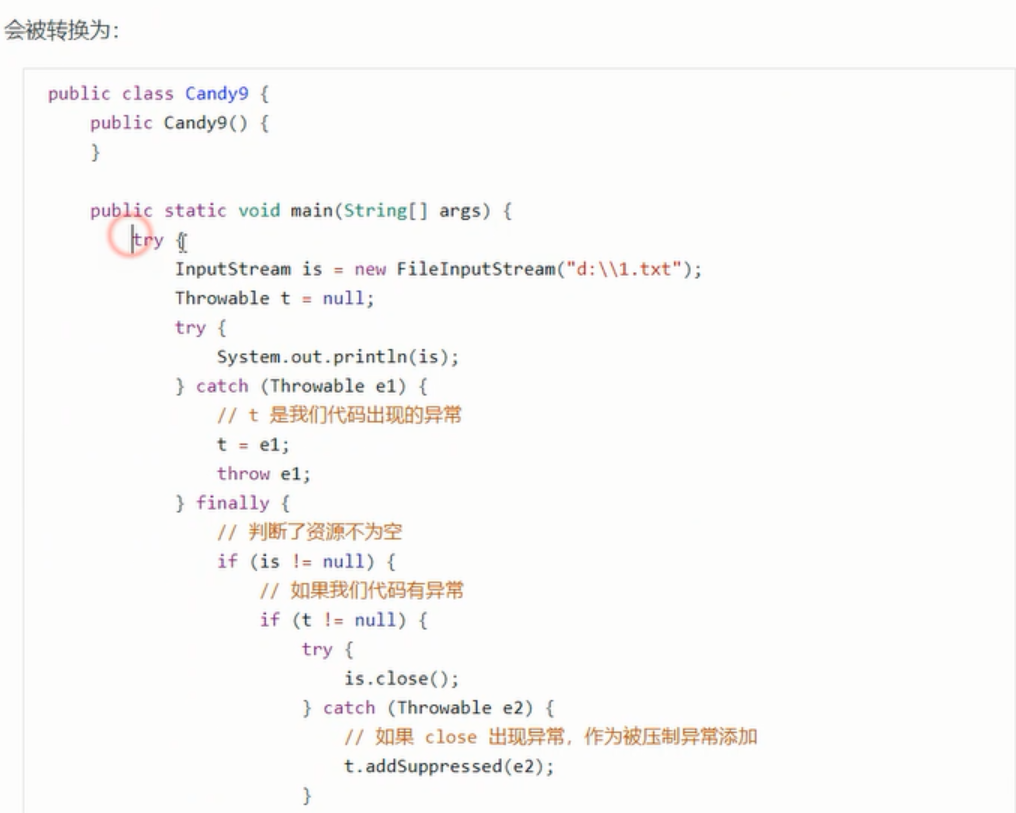 会被转换为：
public class Candy9 {
    public Candy9() {
    }

    public static void main(String[] args) {
        try {
            InputStream is = new FileInputStream("d:\\1.txt");
            Throwable t = null;
            try {
                System.out.println(is);
            } catch (Throwable e1) {
                // t 是我们代码出现的异常
                t = e1;
                throw e1;
            } finally {
                // 判断了资源不为空
                if (is != null) {
                    // 如果我们代码有异常
                    if (t != null) {
                        try {
                            is.close();
                        } catch (Throwable e2) {
                            // 如果 close 出现异常，作为被压制异常添加
                            t.addSuppressed(e2);
                        }